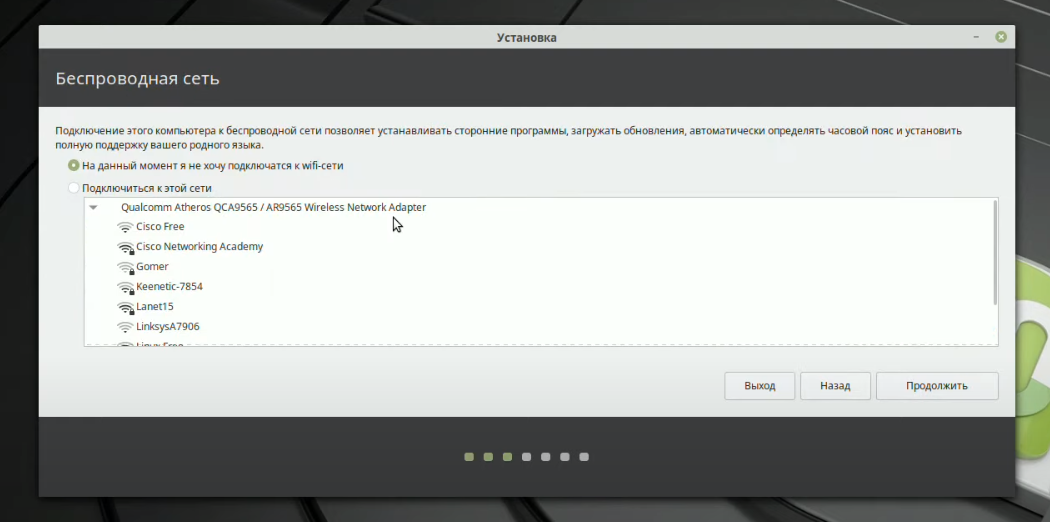 Установка
Беспроводная сеть
Подключение этого компьютера к беспроводной сети позволяет устанавливать сторонние программы, загружать обновления, автоматически определять часовой пояс и установить
полную поддержку вашего родного языка.
На данный момент я не хочу подключатся к wifi-сети
Подключиться к этой сети
Qualcomm Atheros QCA9565 / AR9565 Wireless Network Adapter
Cisco Free
Cisco Networking Academy
Gomer
Keenetic-7854
Lanet15
LinksysA7906
Выход Назад Продолжить